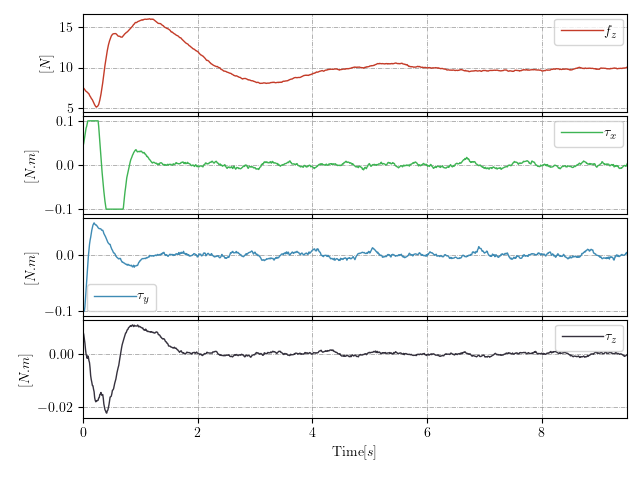 15
10
5
[N]
f_z
0.1
0.0
−0.1
[N.m]
τ_x
0.0
−0.1
[N.m]
τ_y
0.00
−0.02
[N.m]
τ_z
0 2 4 6 8
Time[s]